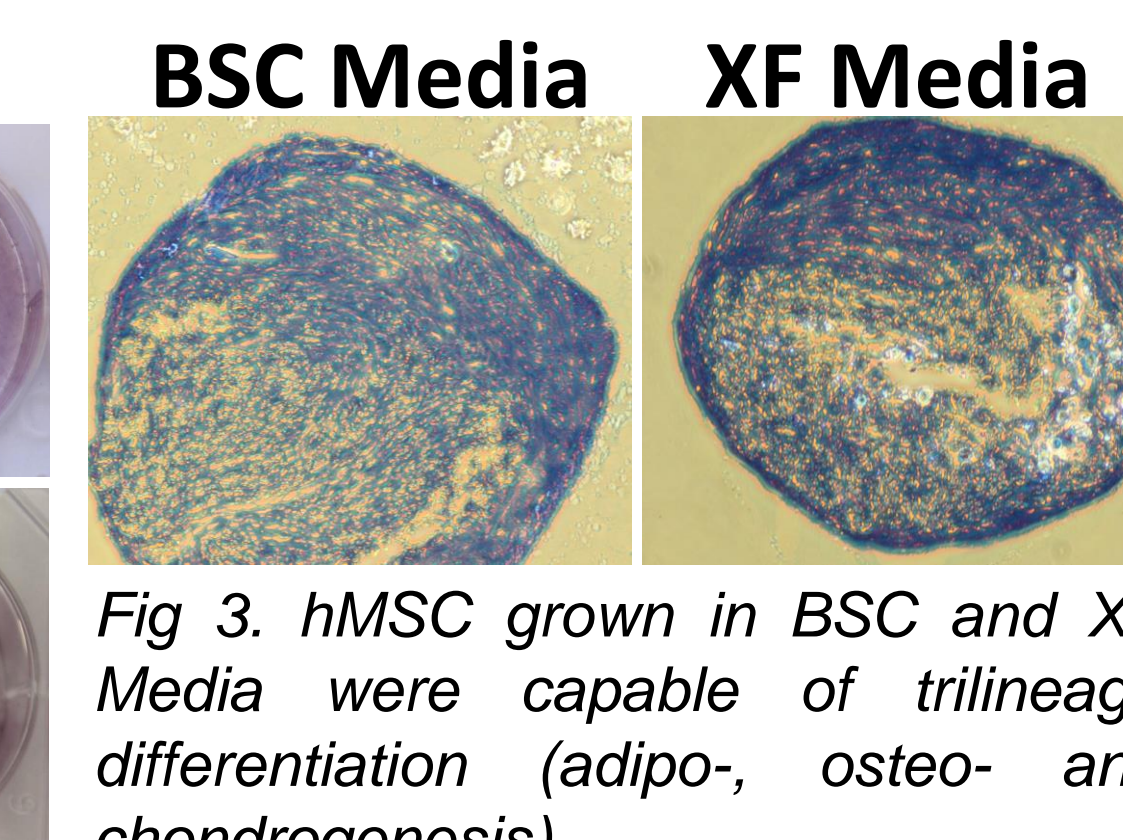 BSC Media XF Media
Fig 3. hMSC grown in BSC and X
Media were capable of trilineag
differentiation (adipo-, osteo- an
chondrogenesis)